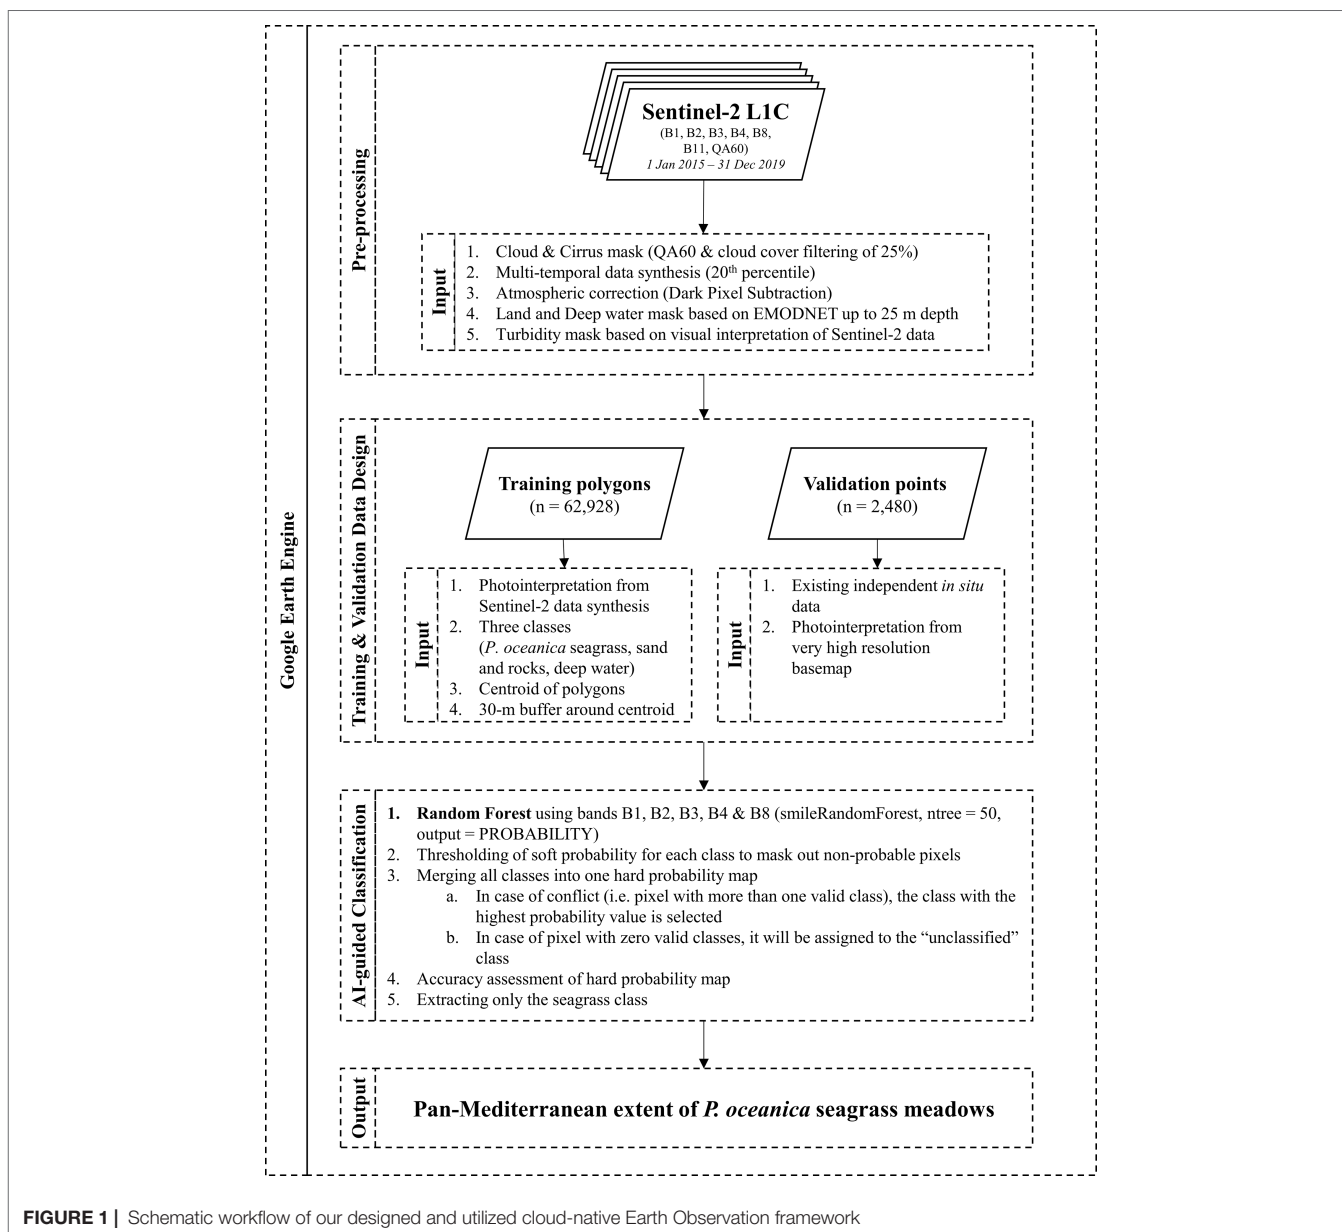 Google Earth Engine
Pre-processing
Sentinel-2 L1C
(B1, B2, B3, B4, B8,
B11, QA60)
1 Jan 2015 – 31 Dec 2019
Input
1. Cloud & Cirrus mask (QA60 & cloud cover filtering of 25%)
2. Multi-temporal data synthesis (20th percentile)
3. Atmospheric correction (Dark Pixel Subtraction)
4. Land and Deep water mask based on EMODNET up to 25 m depth
5. Turbidity mask based on visual interpretation of Sentinel-2 data
Training & Validation Data Design
Training polygons
(n = 62,928)
Input
1. Photointerpretation from
Sentinel-2 data synthesis
2. Three classes
(P. oceanica seagrass, sand
and rocks, deep water)
3. Centroid of polygons
4. 30-m buffer around centroid
Validation points
(n = 2,480)
Input
1. Existing independent in situ
data
2. Photointerpretation from
very high resolution
basemap
AI-guided Classification
1. Random Forest using bands B1, B2, B3, B4 & B8 (smileRandomForest, ntree = 50,
output = PROBABILITY)
2. Thresholding of soft probability for each class to mask out non-probable pixels
3. Merging all classes into one hard probability map
a. In case of conflict (i.e. pixel with more than one valid class), the class with the
highest probability value is selected
b. In case of pixel with zero valid classes, it will be assigned to the “unclassified”
class
4. Accuracy assessment of hard probability map
5. Extracting only the seagrass class
Output
Pan-Mediterranean extent of P. oceanica seagrass meadows
FIGURE 1 | Schematic workflow of our designed and utilized cloud-native Earth Observation framework